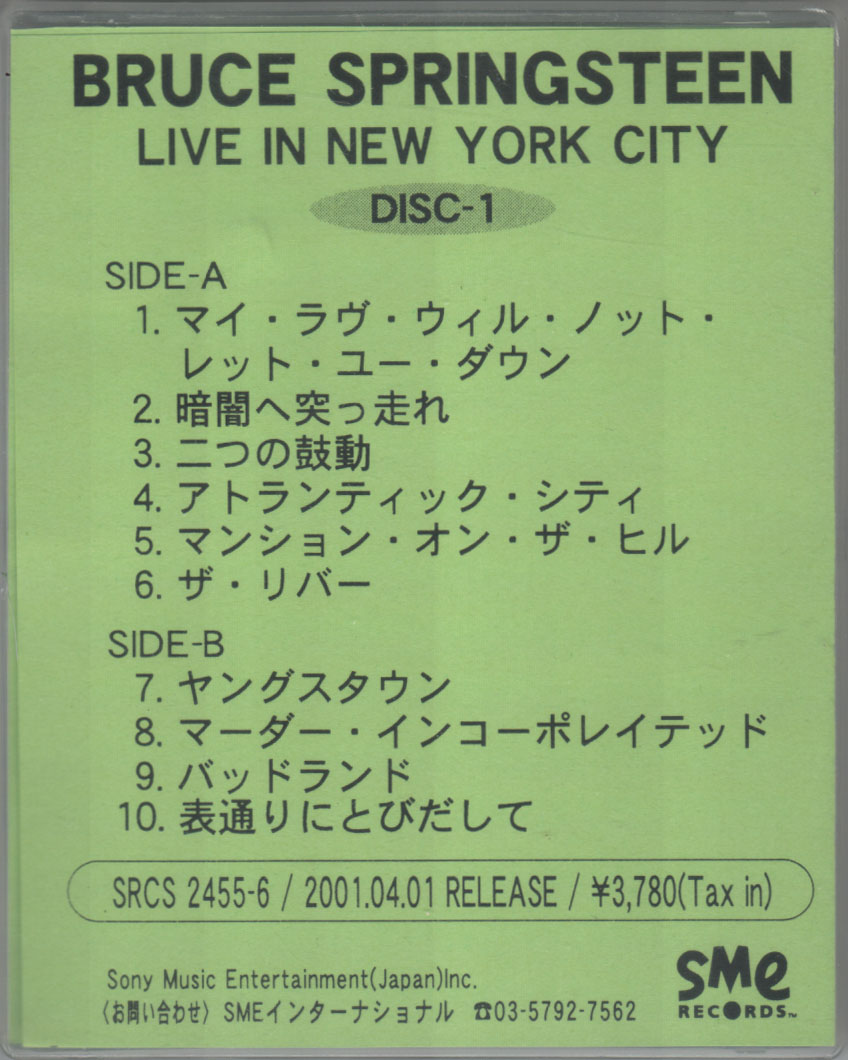 BRUCE SPRINGSTEEN
LIVE IN NEW YORK CITY
DISC-1
SIDE-A
1. マイ・ラヴ・ウィル・ノット・
レット・ユー・ダウン
2. 暗闇へ突っ走れ
3. 二つの鼓動
4. アトランティック・シティ
5. マンション・オン・ザ・ヒル
6. ザ・リバー
SIDE-B
7. ヤングスタウン
8. マーダー・インコーポレイテッド
9. バッドランド
10. 表通りにとびだして
SRCS 2455-6 / 2001.04.01 RELEASE / ¥3,780(Tax in)
Sony Music Entertainment(Japan)Inc.
〈お問い合わせ〉 SMEインターナショナル ☎03-5792-7562
SMe
RECORDS™